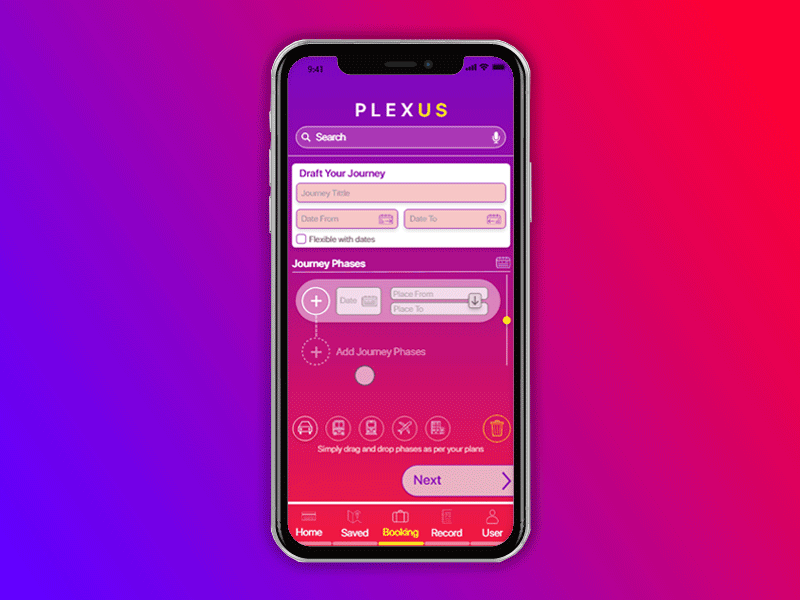 9:41
PLEXUS
Search
Draft Your Journey
Journey Tittle
Date From
Date To
Flexible with dates
Journey Phases
Date
Place From
Place To
Add Journey Phases
Simply drag and drop phases as per your plans
Next
Home
Saved
Booking
Record
User